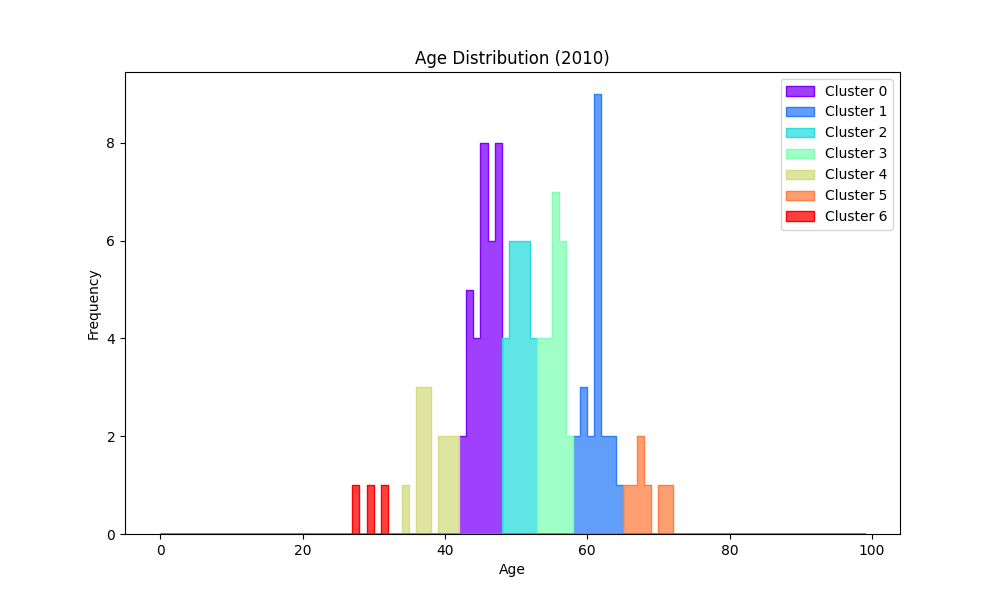 Age Distribution (2010)
Cluster 0
Cluster 1
Cluster 2
Cluster 3
Cluster 4
Cluster 5
Cluster 6
8
6
4
2
0
Frequency
0 20 40 60 80 100
Age